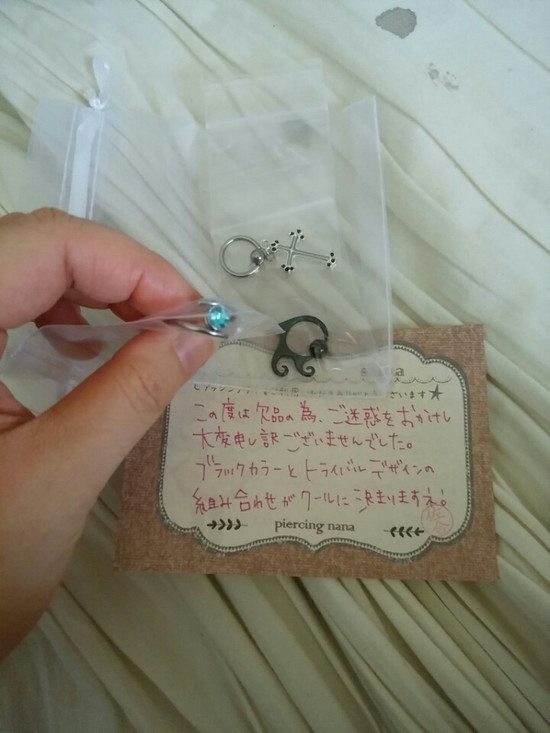 この度は欠品の為、ご迷惑をおかけし
大変申し訳ございませんでした。
ブラックカラーとトライバルデザインの
組み合わせがクールに決まりますネ。
piercing nana